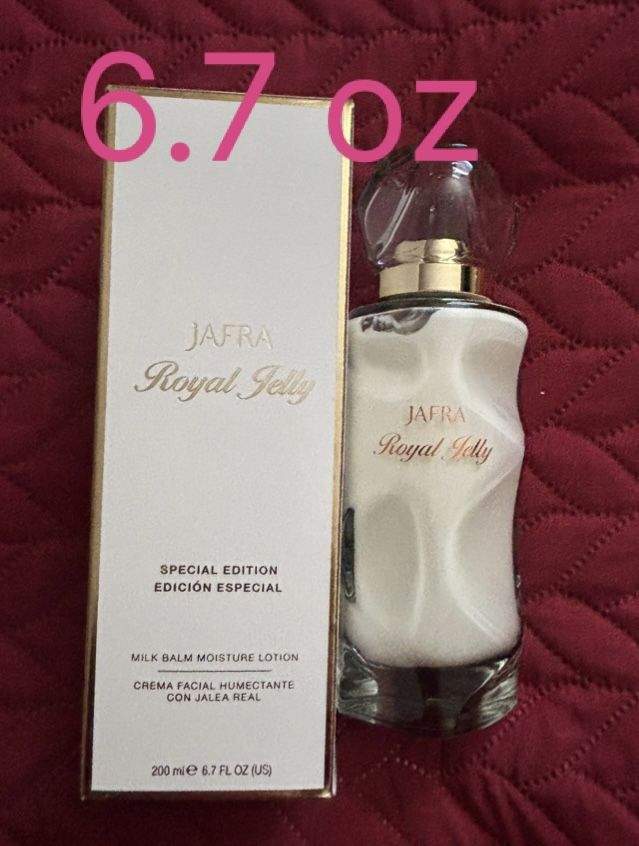 6.7 oz
JAFRA
Royal Jelly
SPECIAL EDITION
EDICIÓN ESPECIAL
MILK BALM MOISTURE LOTION
CREMA FACIAL HUMECTANTE
CON JALEA REAL
200 ml ℮ 6.7 FL OZ (US)
JAFRA
Royal Jelly